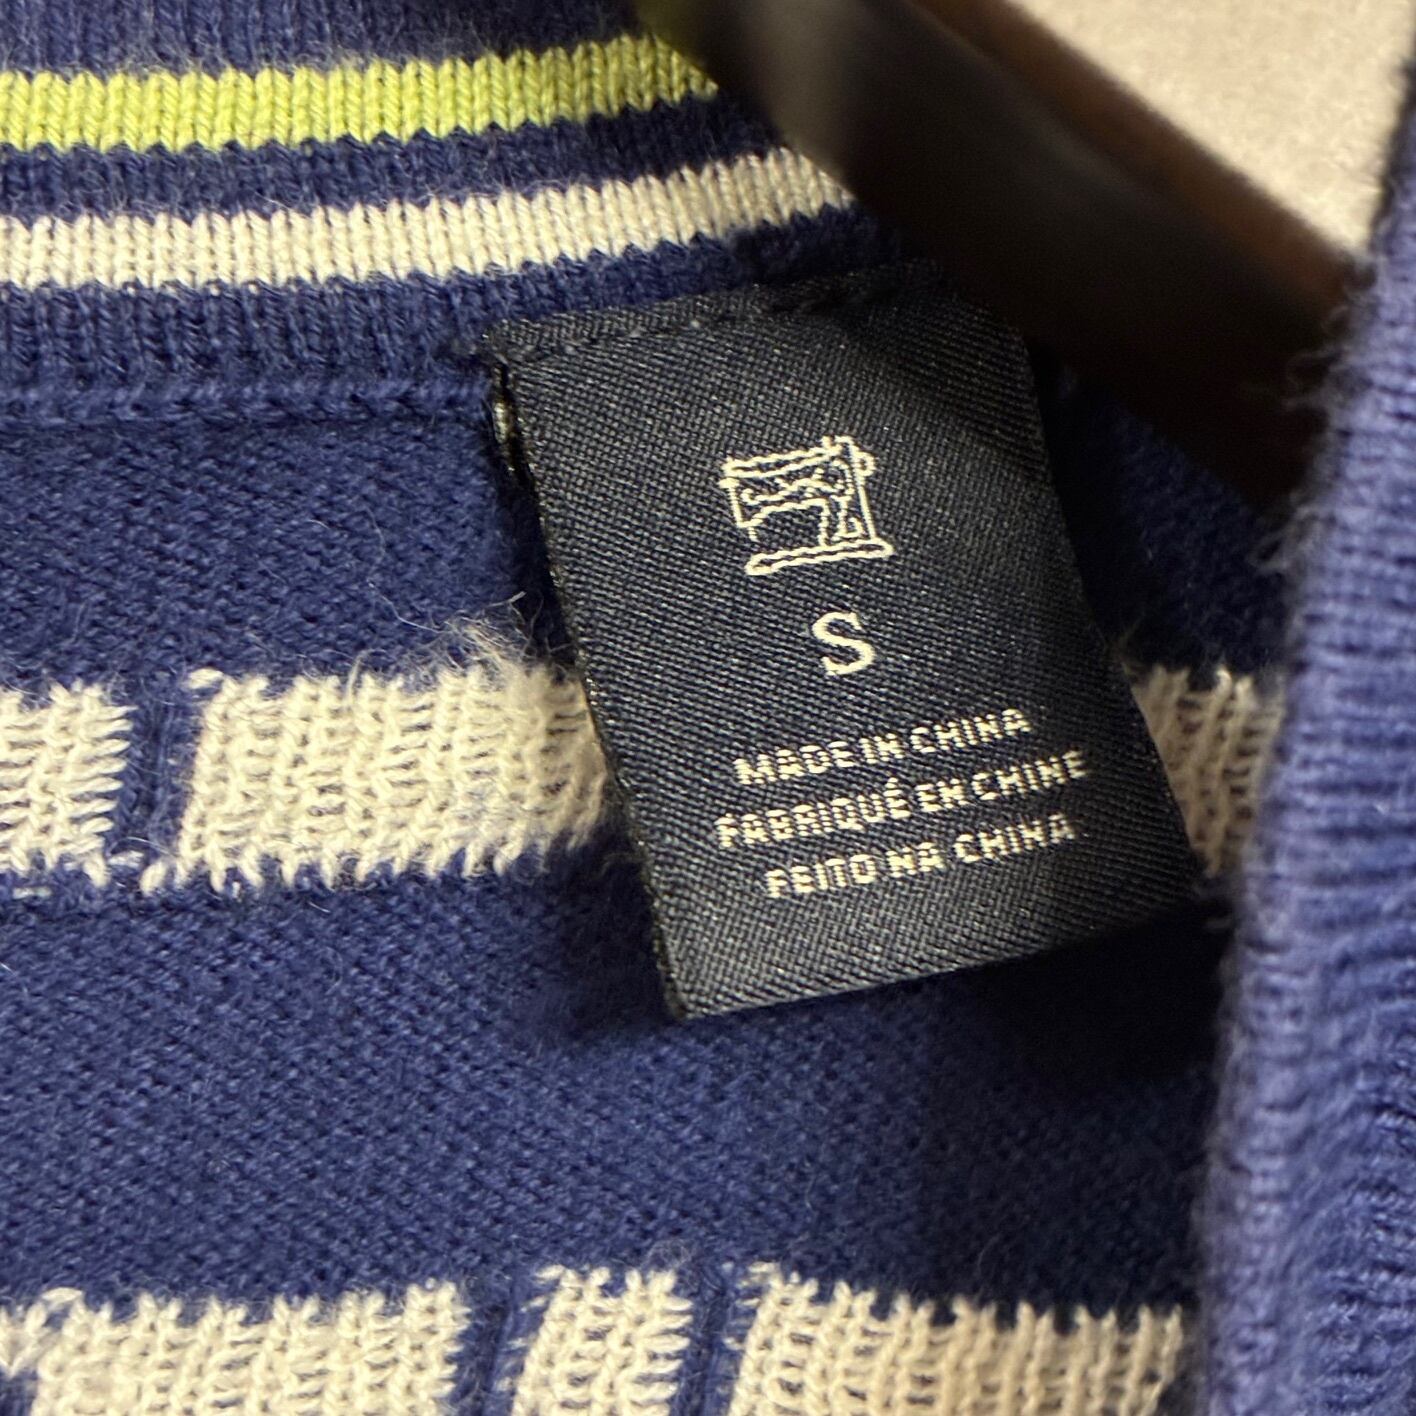 S
MADE IN CHINA
FABRIQUÉ EN CHINE
FEITO NA CHINA